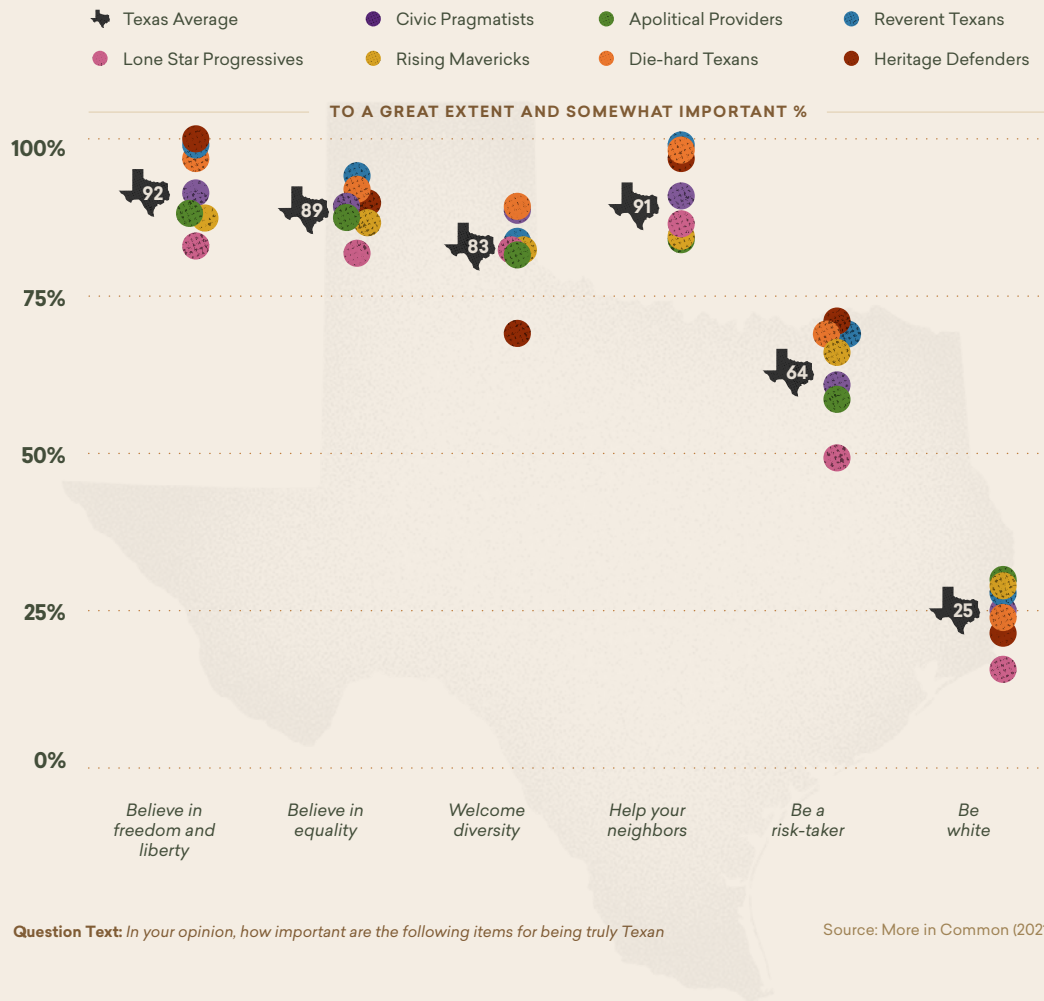 Texas Average
Civic Pragmatists
Apolitical Providers
Reverent Texans
Lone Star Progressives
Rising Mavericks
Die-hard Texans
Heritage Defenders
TO A GREAT EXTENT AND SOMEWHAT IMPORTANT %
100%
92
89
83
91
75%
64
50%
25%
25
0%
Believe in
freedom and
liberty
Believe in
equality
Welcome
diversity
Help your
neighbors
Be a
risk-taker
Be
white
Question Text: In your opinion, how important are the following items for being truly Texan
Source: More in Common (202